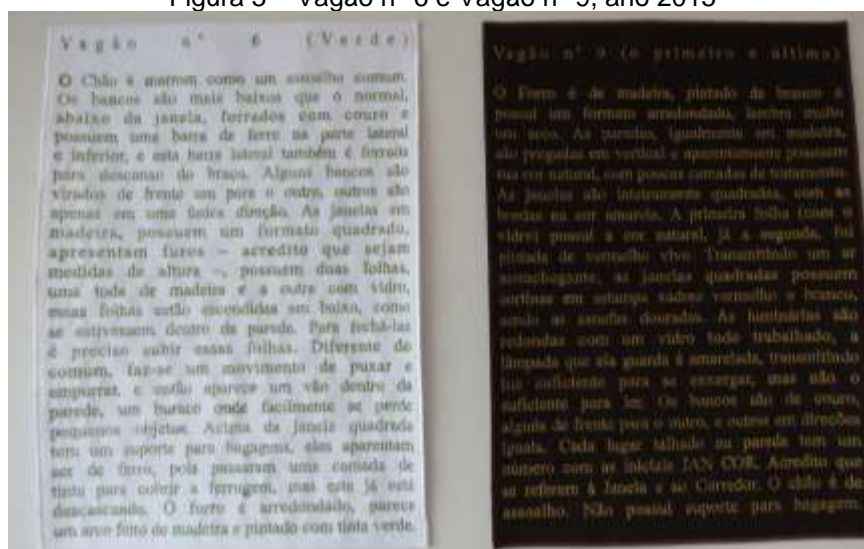 Figura 5 – Vagão nº 6 e Vagão nº 9, ano 2015
Vagão nº 6 (Verde)
O Chão é marrom como um assoalho comum.
Os bancos são mais baixos que o normal,
abaixo da janela, forrados com couro e
possuem uma barra de ferro na parte lateral
e inferior, e esta barra lateral também é forrada
para descanso do braço. Alguns bancos são
virados de frente um para o outro, outros são
apenas em uma única direção. As janelas em
madeira, possuem um formato quadrado,
apresentam furos – acredito que sejam
medidas de altura –, possuem duas folhas,
uma toda de madeira e a outra com vidro,
essas folhas estão escondidas em baixo, como
se estivessem dentro da parede. Para fechá-las
é preciso subir essas folhas. Diferente do
comum, faz-se um movimento de puxar e
empurrar, e então aparece um vão dentro da
parede, um buraco onde facilmente se perde
pequenos objetos. Acima da janela quadrada
tem um suporte para bagagens, eles aparentam
ser de ferro, pois passaram uma camada de
tinta para cobrir a ferrugem, mas esta já está
descascando. O forro é arredondado, parece
um arco feito de madeira e pintado com tinta verde.
Vagão nº 9 (o primeiro e último)
O Forro é de madeira, pintado de branco e
possui um formato arredondado, lembra muito
um arco. As paredes, igualmente em madeira,
são pregadas em vertical e aparentemente possuem
sua cor natural, com poucas camadas de tratamento.
As janelas são inteiramente quadradas, com as
bordas na cor amarela. A primeira folha (com o
vidro) possui a cor natural, já a segunda, foi
pintada de vermelho vivo. Transmitindo um ar
aconchegante, as janelas quadradas possuem
cortinas em estampa xadrez vermelho e branco,
sendo as sanefas douradas. As luminárias são
redondas com um vidro todo trabalhado, a
lâmpada que ela guarda é amarelada, transmitindo
luz suficiente para se enxergar, mas não o
suficiente para ler. Os bancos são de couro,
alguns de frente para o outro, e outros em direções
iguais. Cada lugar talhado na parede tem um
número com as iniciais JAN COR. Acredito que
se referem à Janela e ao Corredor. O chão é de
assoalho. Não possui suporte para bagagem.